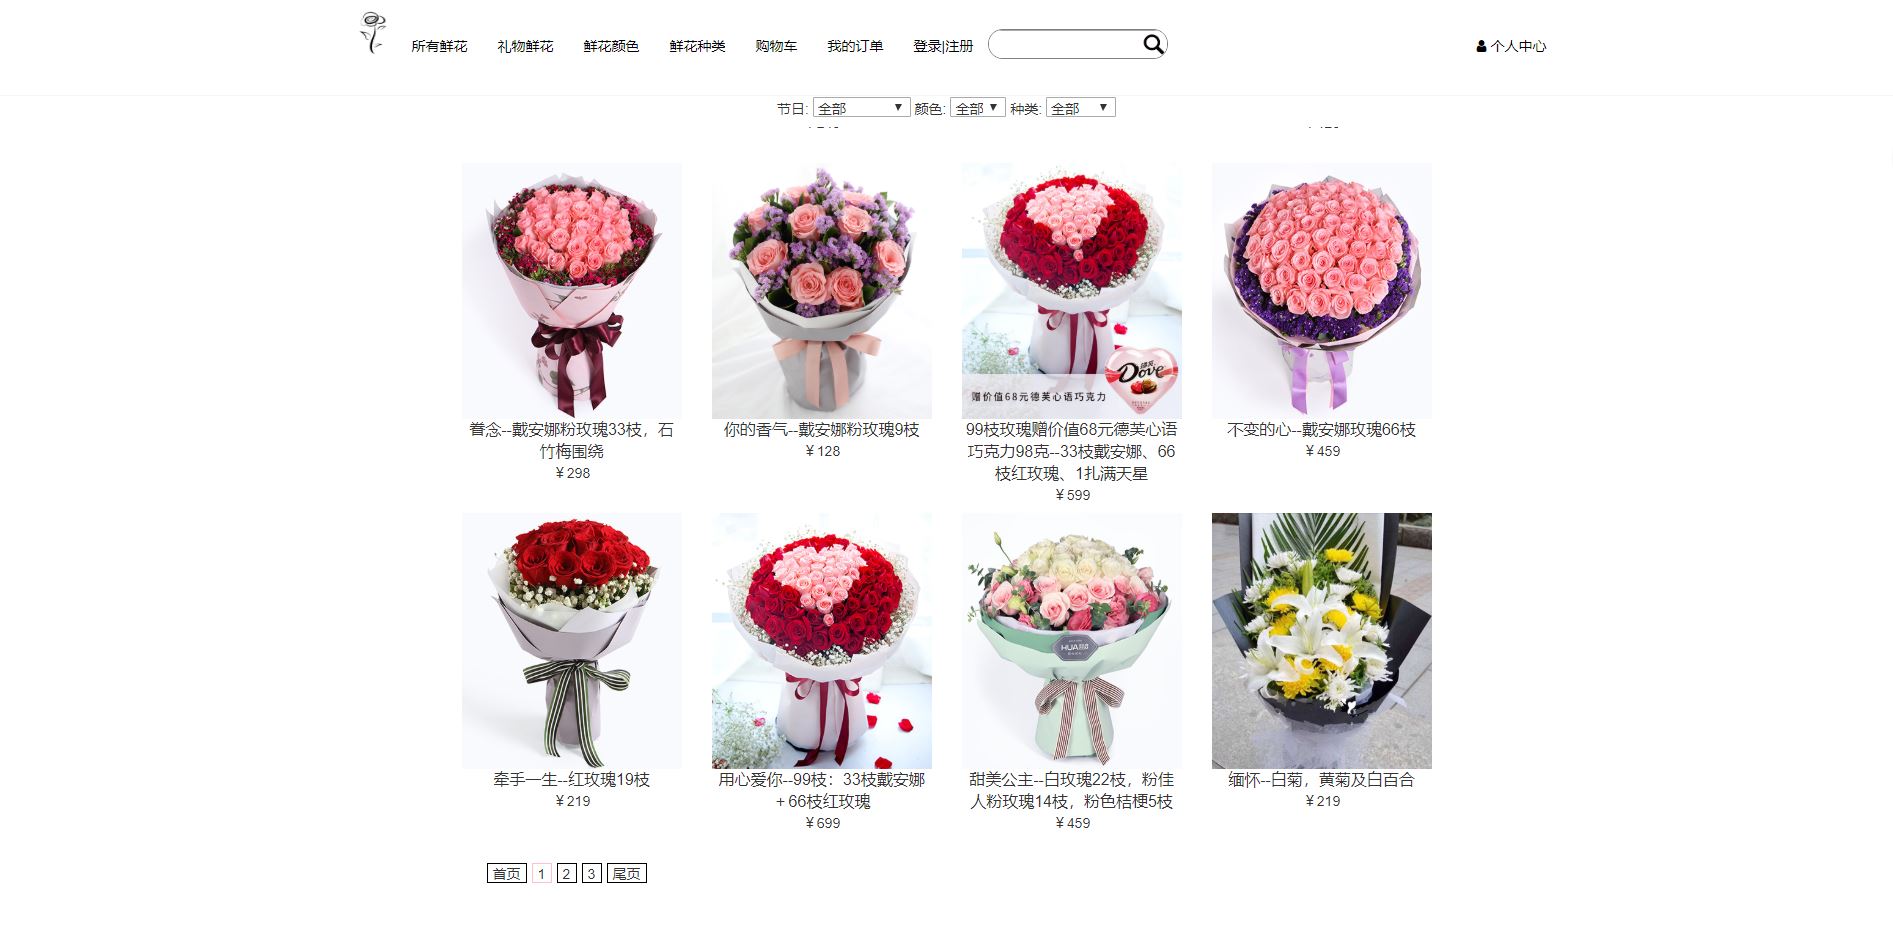 所有鲜花 礼物鲜花 鲜花颜色 鲜花种类 购物车 我的订单 登录|注册 个人中心
节日: 全部 颜色: 全部 种类: 全部
德芙
Dove
赠价值68元德芙心语巧克力
眷念--戴安娜粉玫瑰33枝，石
竹梅围绕
￥298
你的香气--戴安娜粉玫瑰9枝
￥128
99枝玫瑰赠价值68元德芙心语
巧克力98克--33枝戴安娜、66
枝红玫瑰、1扎满天星
￥599
不变的心--戴安娜玫瑰66枝
￥459
HUA
牵手一生--红玫瑰19枝
￥219
用心爱你--99枝：33枝戴安娜
＋66枝红玫瑰
￥699
甜美公主--白玫瑰22枝，粉佳
人粉玫瑰14枝，粉色桔梗5枝
￥459
缅怀--白菊，黄菊及白百合
￥219
首页 1 2 3 尾页